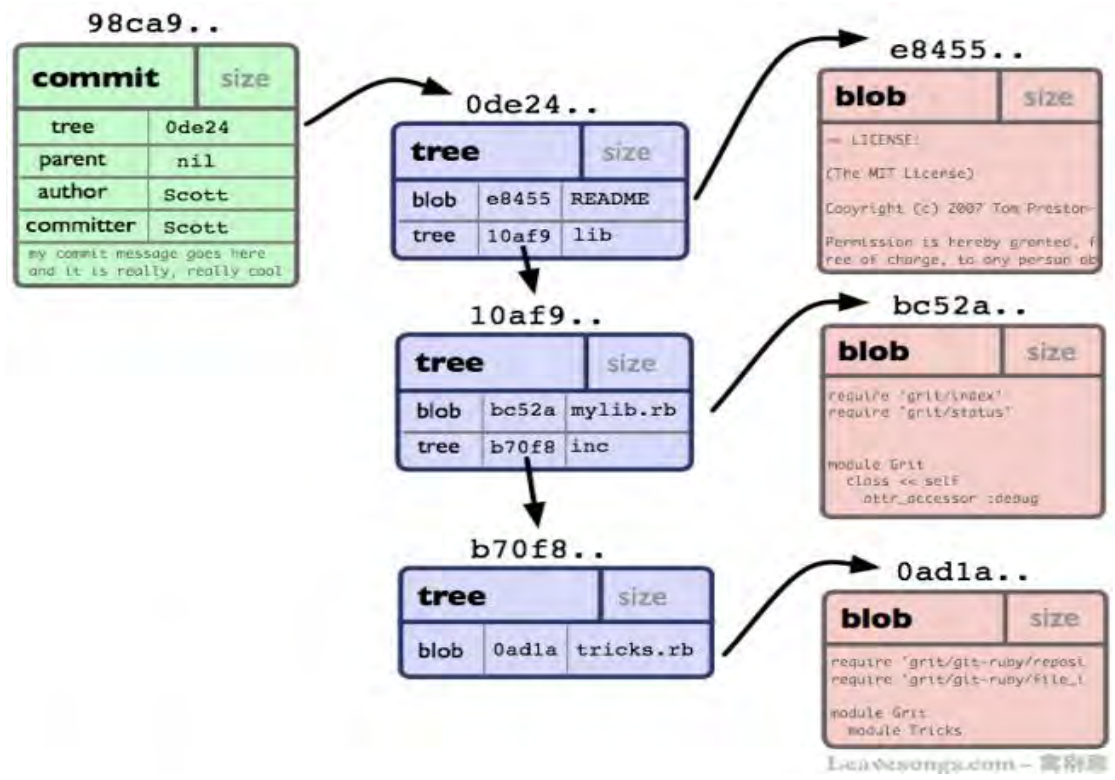 98ca9..
commit size
tree 0de24
parent nil
author Scott
committer Scott
my commit message goes here
and it is really, really cool
0de24..
tree size
blob e8455 README
tree 10af9 lib
10af9..
tree size
blob bc52a mylib.rb
tree b70f8 inc
b70f8..
tree size
blob 0ad1a tricks.rb
e8455..
blob size
== LICENSE:
(The MIT License)
Copyright (c) 2007 Tom Preston-
Permission is hereby granted, f
ree of charge, to any person ob
bc52a..
blob size
require 'grit/index'
require 'grit/status'
module Grit
class << self
attr_accessor :debug
0ad1a..
blob size
require 'grit/git-ruby/reposi
require 'grit/git-ruby/file_i
module Grit
module Tricks
Leavesongs.com -